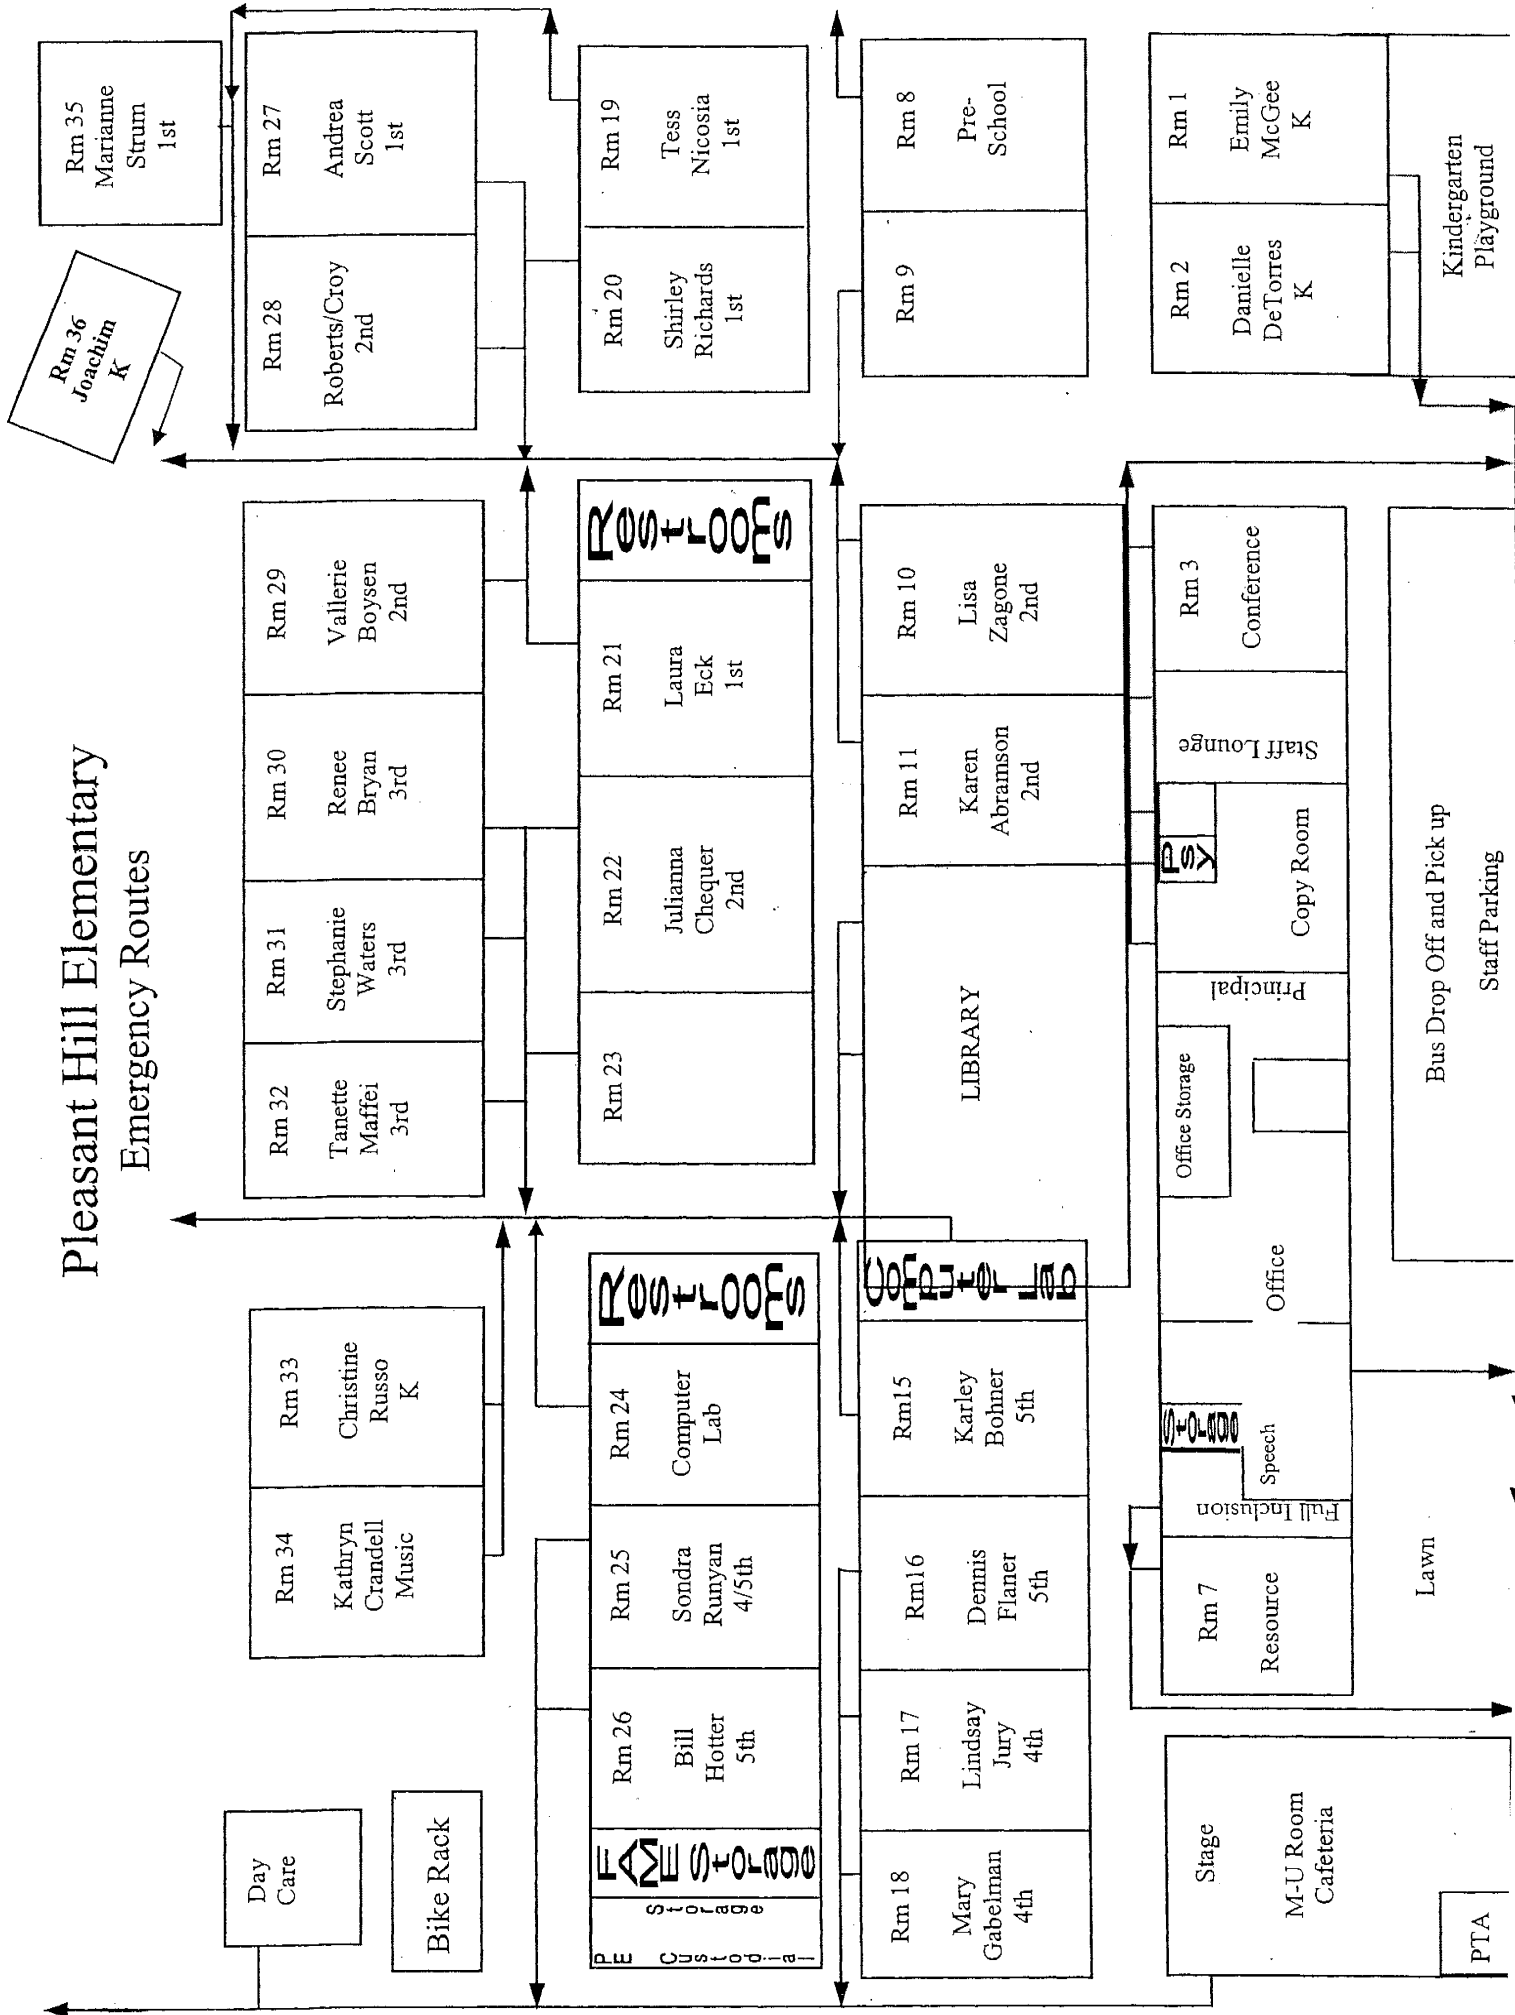 Pleasant Hill Elementary
Emergency Routes
Day
Care
Bike Rack
Rm 34
Kathryn
Crandell
Music
Rm 33
Christine
Russo
K
Rm 32
Tanette
Maffei
3rd
Rm 31
Stephanie
Waters
3rd
Rm 30
Renee
Bryan
3rd
Rm 29
Vallerie
Boysen
2nd
Rm 28
Roberts/Croy
2nd
Rm 27
Andrea
Scott
1st
Rm 36
Joachim
K
Rm 35
Marianne
Strum
1st
PE
Storage
Custodial
FAME Storage
Rm 26
Bill
Hotter
5th
Rm 25
Sondra
Runyan
4/5th
Rm 24
Computer
Lab
Restrooms
Rm 23
Rm 22
Julianna
Chequer
2nd
Rm 21
Laura
Eck
1st
Restrooms
Rm 20
Shirley
Richards
1st
Rm 19
Tess
Nicosia
1st
Rm 18
Mary
Gabelman
4th
Rm 17
Lindsay
Jury
4th
Rm16
Dennis
Flaner
5th
Rm15
Karley
Bohner
5th
Computer Lab
LIBRARY
Rm 11
Karen
Abramson
2nd
Rm 10
Lisa
Zagone
2nd
Rm 9
Rm 8
Pre-
School
Stage
M-U Room
Cafeteria
PTA
Rm 7
Resource
Full Inclusion
Speech
Storage
Office
Office Storage
Principal
Copy Room
Psy
Staff Lounge
Rm 3
Conference
Rm 2
Danielle
DeTorres
K
Rm 1
Emily
McGee
K
Lawn
Bus Drop Off and Pick up
Staff Parking
Kindergarten
Playground